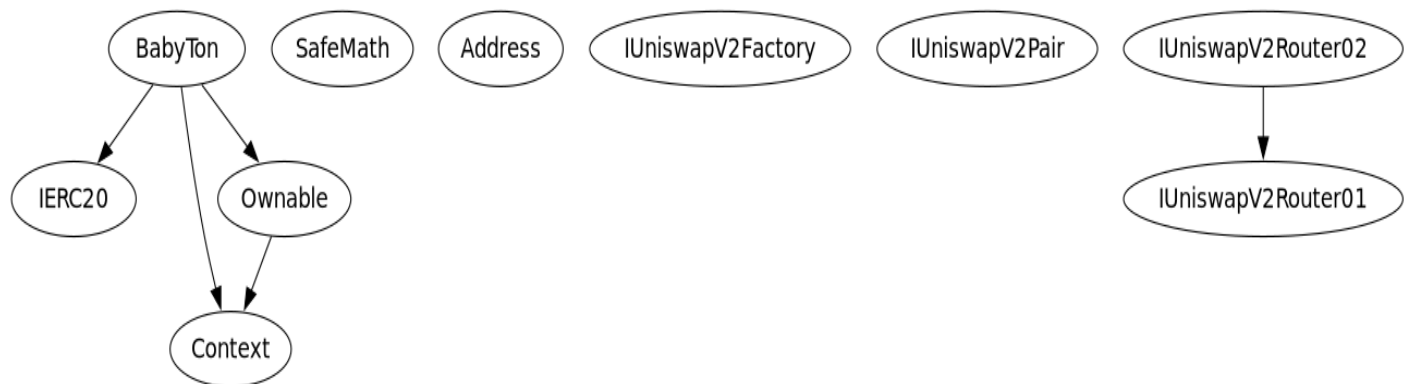 BabyTon
SafeMath
Address
IUniswapV2Factory
IUniswapV2Pair
IUniswapV2Router02
IERC20
Ownable
IUniswapV2Router01
Context